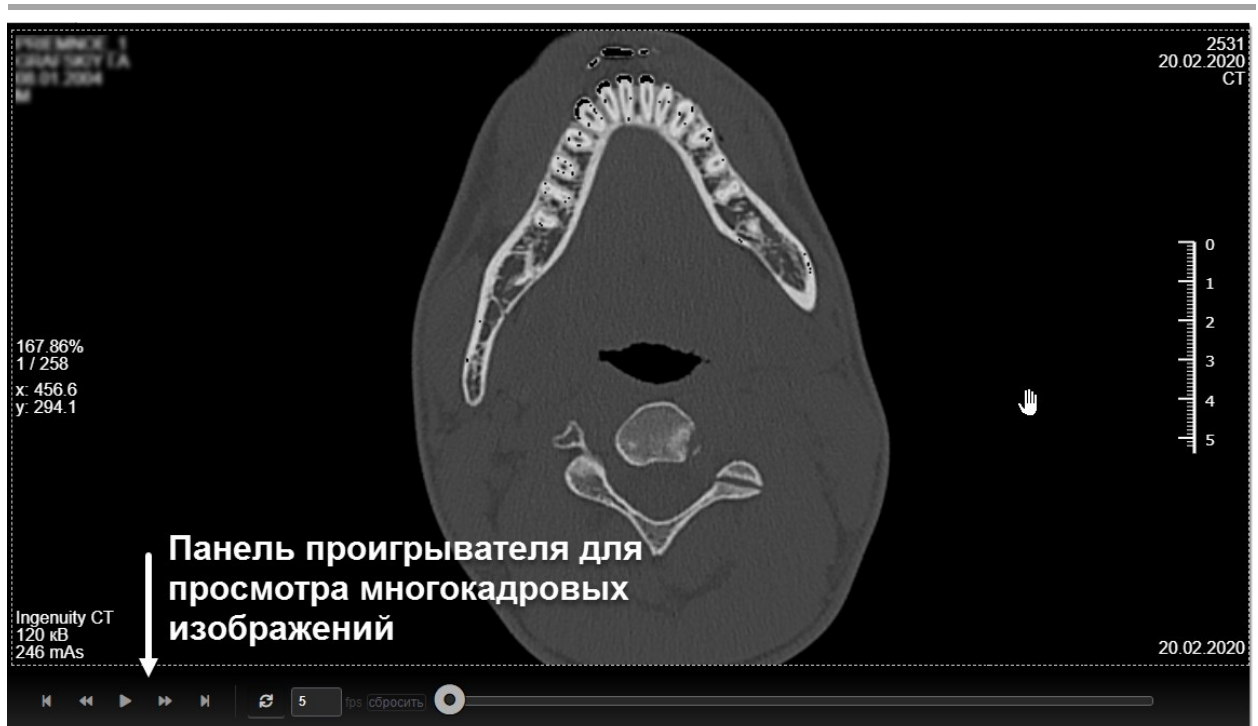 2531
20.02.2020
CT
0
1
2
3
4
5
167.86%
1 / 258
x: 456.6
y: 294.1
Панель проигрывателя для
просмотра многокадровых
изображений
Ingenuity CT
120 кВ
246 mAs
20.02.2020
5 fps сбросить